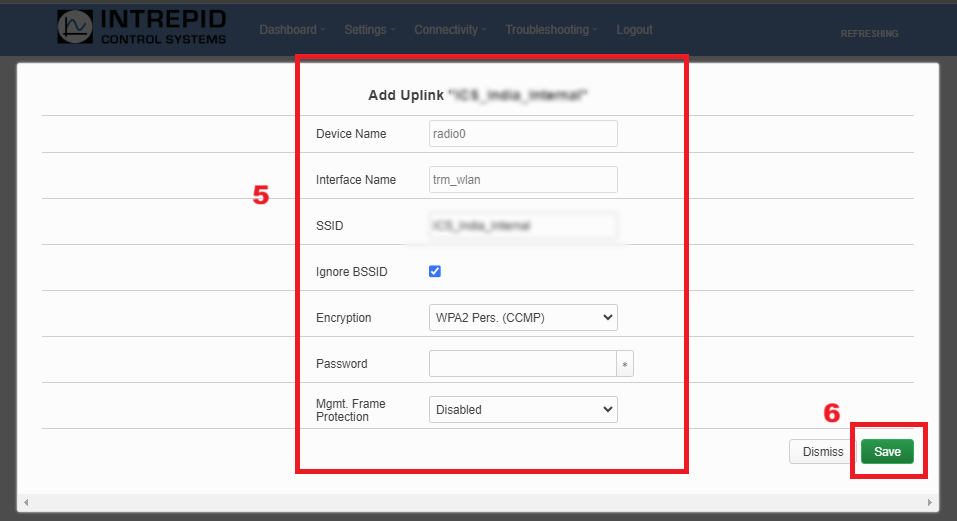 INTREPID
CONTROL SYSTEMS
Dashboard Settings Connectivity Troubleshooting Logout
REFRESHING
Add Uplink "ICS_India_Internal"
Device Name radio0
5
Interface Name trm_wlan
SSID ICS_India_Internal
Ignore BSSID
Encryption WPA2 Pers. (CCMP)
Password *
Mgmt. Frame
Protection Disabled
6
Dismiss Save